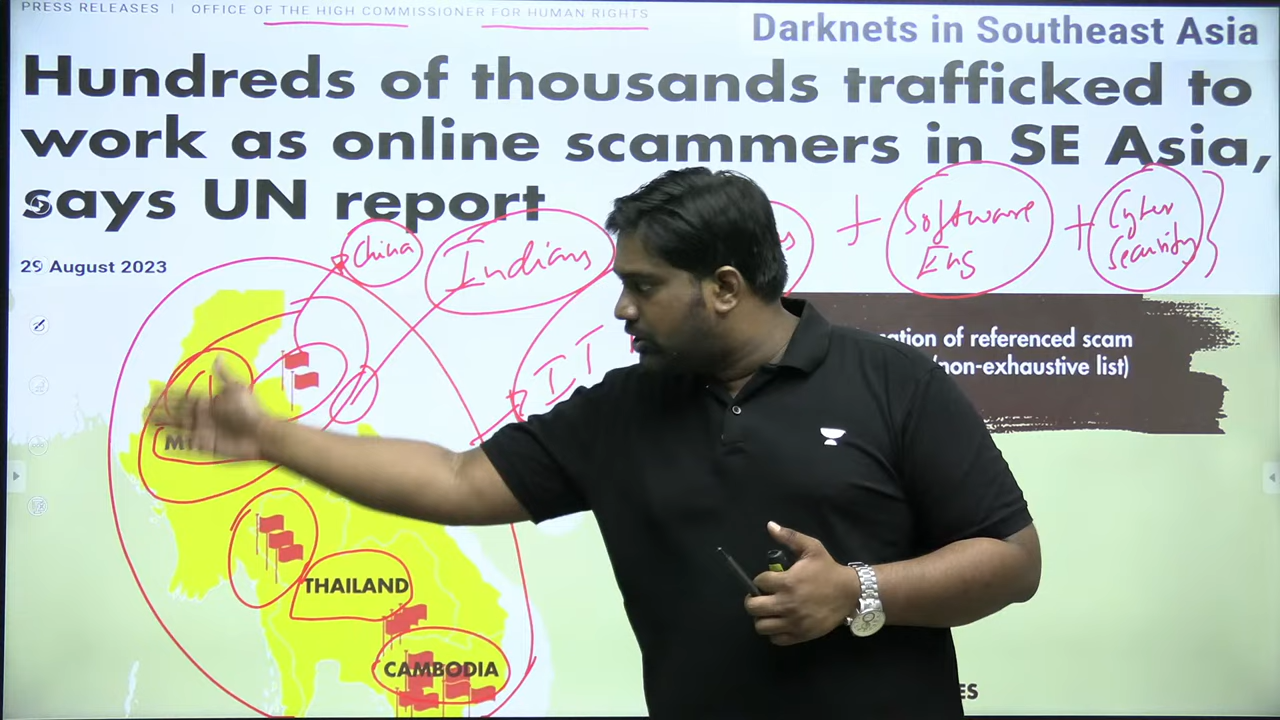 PRESS RELEASES | OFFICE OF THE HIGH COMMISSIONER FOR HUMAN RIGHTS
Darknets in Southeast Asia
Hundreds of thousands trafficked to
work as online scammers in SE Asia,
says UN report
29 August 2023
China
Indians
+ Software
Eng
+ Cyber
Security
IT
of referenced scam
(non-exhaustive list)
THAILAND
CAMBODIA